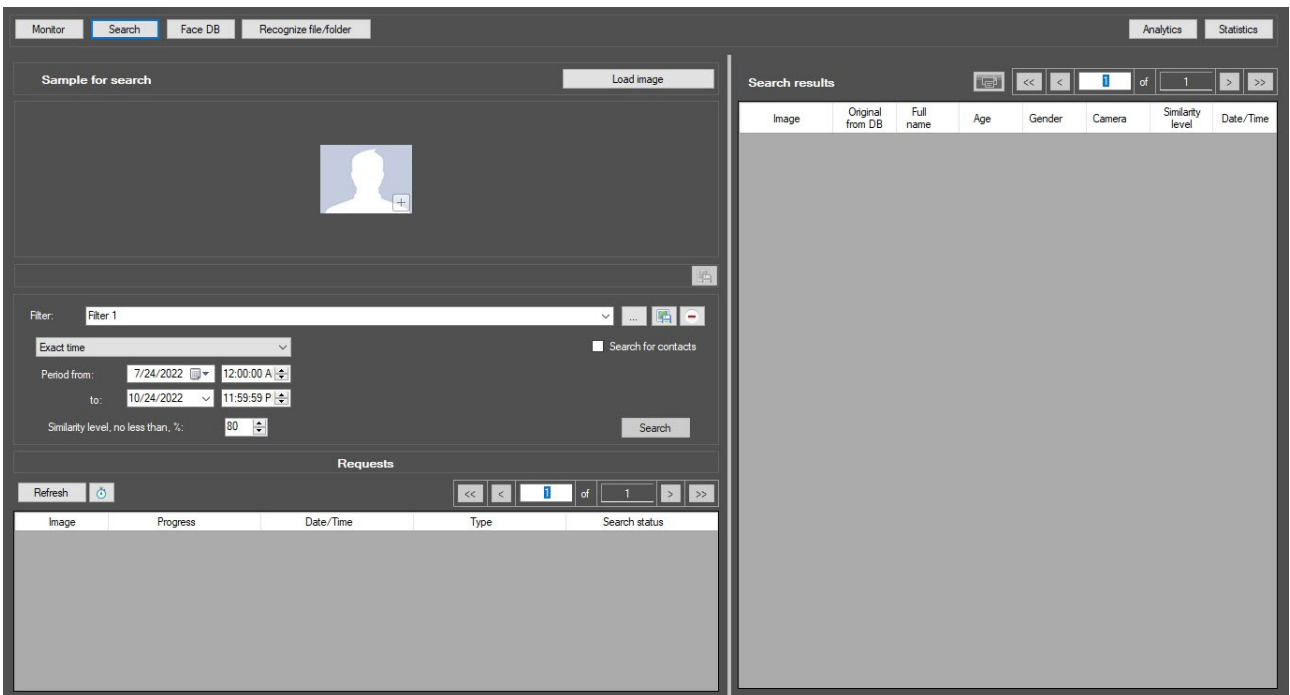 Monitor Search Face DB Recognize file/folder Analytics Statistics
Sample for search Load image
Filter: Filter 1 ...
Exact time Search for contacts
Period from: 7/24/2022 12:00:00 A
to: 10/24/2022 11:59:59 P
Similarity level, no less than, %: 80 Search
Requests
Refresh << < 1 of 1 > >>
Image Progress Date/Time Type Search status
Search results << < 1 of 1 > >>
Image Original from DB Full name Age Gender Camera Similarity level Date/Time